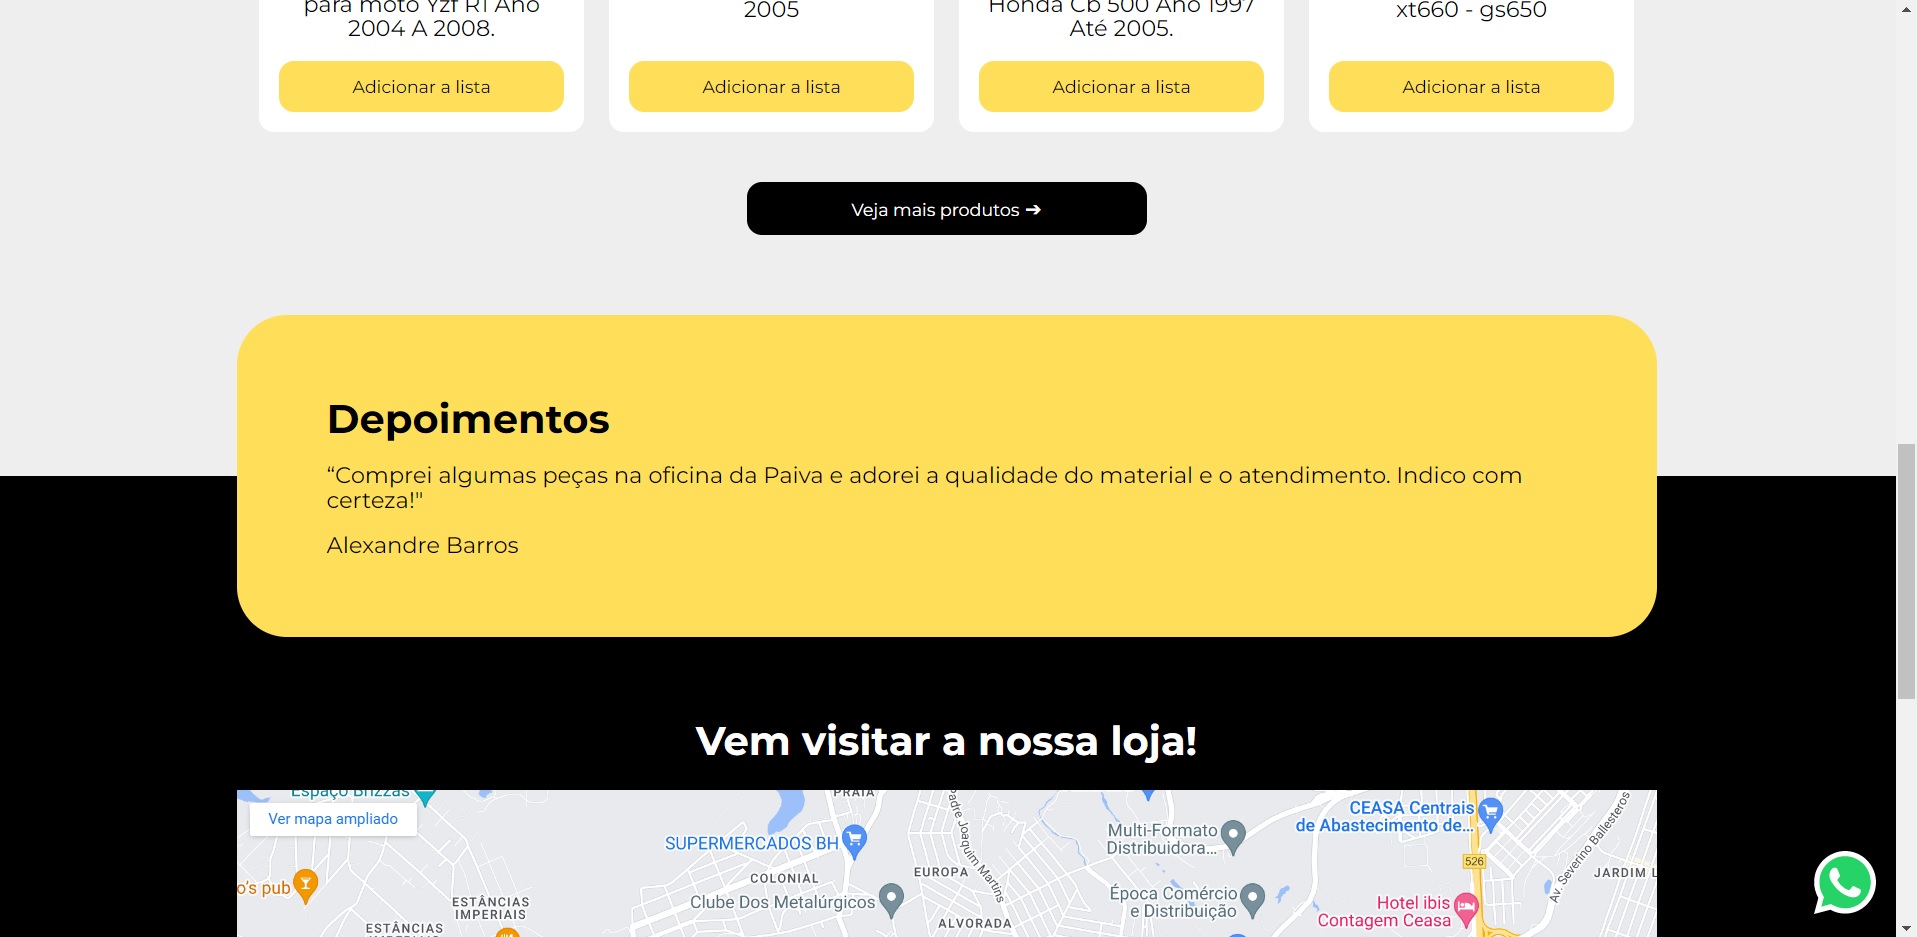 para moto Yzf R1 Ano
2004 A 2008.
2005
Honda Cb 500 Ano 1997
Até 2005.
xt660 - gs650
Adicionar a lista
Adicionar a lista
Adicionar a lista
Adicionar a lista
Veja mais produtos ➔
Depoimentos
“Comprei algumas peças na oficina da Paiva e adorei a qualidade do material e o atendimento. Indico com
certeza!"
Alexandre Barros
Vem visitar a nossa loja!
Espaço Brizzas
Ver mapa ampliado
PRAIA
SUPERMERCADOS BH
COLONIAL
Clube Dos Metalúrgicos
EUROPA
ALVORADA
Padre Joaquim Martins
Multi-Formato
Distribuidora...
Época Comércio
e Distribuição
CEASA Centrais
de Abastecimento de...
526
Hotel ibis
Contagem Ceasa
Av. Severino Ballesteros
JARDIM L
o's pub
ESTÂNCIAS
IMPERIAIS
ESTÂNCIAS